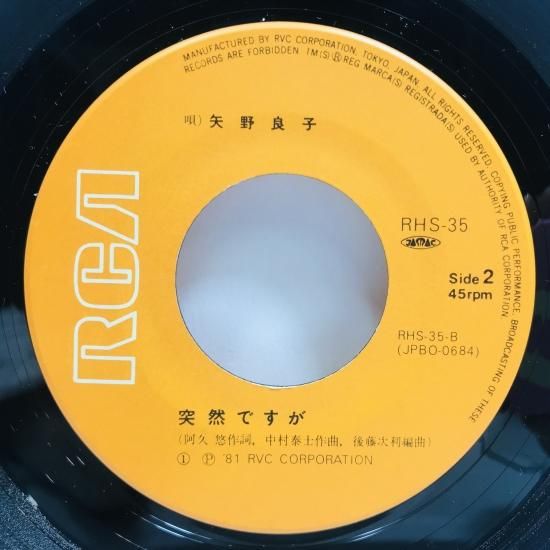 MANUFACTURED BY RVC CORPORATION, TOKYO, JAPAN. ALL RIGHTS RESERVED. COPYING PUBLIC PERFORMANCE, BROADCASTING OF THESE
RECORDS ARE FORBIDDEN. TM(S)®REG MARCA(S) REGISTRADA(S) USED BY AUTHORITY OF RCA CORPORATION
唄) 矢野良子
RCA
RHS-35
JASRAC
Side 2
45rpm
RHS-35-B
(JPBO-0684)
突然ですが
(阿久 悠作詞, 中村泰士作曲, 後藤次利編曲)
① Ⓟ '81 RVC CORPORATION